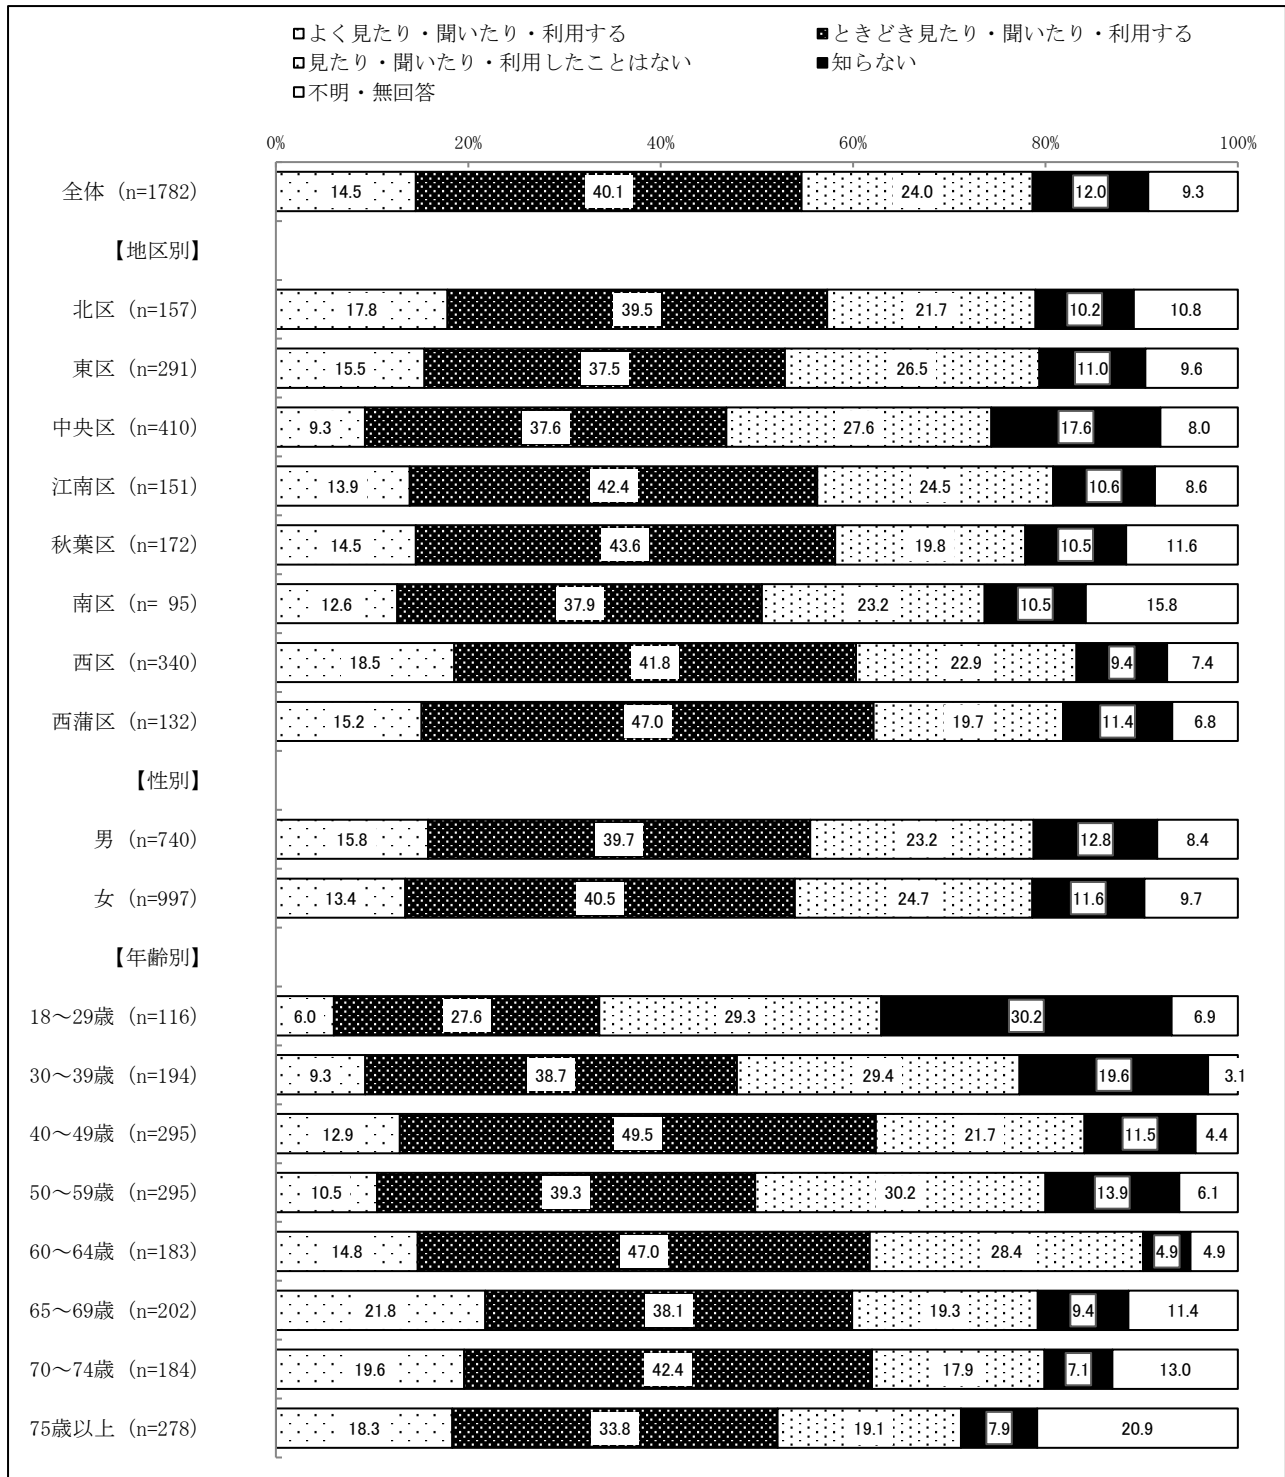 □よく見たり・聞いたり・利用する ■ときどき見たり・聞いたり・利用する
□見たり・聞いたり・利用したことはない ■知らない
□不明・無回答
0% 20% 40% 60% 80% 100%
全体 (n=1782) 14.5 40.1 24.0 12.0 9.3
【地区別】
北区 (n=157) 17.8 39.5 21.7 10.2 10.8
東区 (n=291) 15.5 37.5 26.5 11.0 9.6
中央区 (n=410) 9.3 37.6 27.6 17.6 8.0
江南区 (n=151) 13.9 42.4 24.5 10.6 8.6
秋葉区 (n=172) 14.5 43.6 19.8 10.5 11.6
南区 (n= 95) 12.6 37.9 23.2 10.5 15.8
西区 (n=340) 18.5 41.8 22.9 9.4 7.4
西蒲区 (n=132) 15.2 47.0 19.7 11.4 6.8
【性別】
男 (n=740) 15.8 39.7 23.2 12.8 8.4
女 (n=997) 13.4 40.5 24.7 11.6 9.7
【年齢別】
18～29歳 (n=116) 6.0 27.6 29.3 30.2 6.9
30～39歳 (n=194) 9.3 38.7 29.4 19.6 3.1
40～49歳 (n=295) 12.9 49.5 21.7 11.5 4.4
50～59歳 (n=295) 10.5 39.3 30.2 13.9 6.1
60～64歳 (n=183) 14.8 47.0 28.4 4.9 4.9
65～69歳 (n=202) 21.8 38.1 19.3 9.4 11.4
70～74歳 (n=184) 19.6 42.4 17.9 7.1 13.0
75歳以上 (n=278) 18.3 33.8 19.1 7.9 20.9